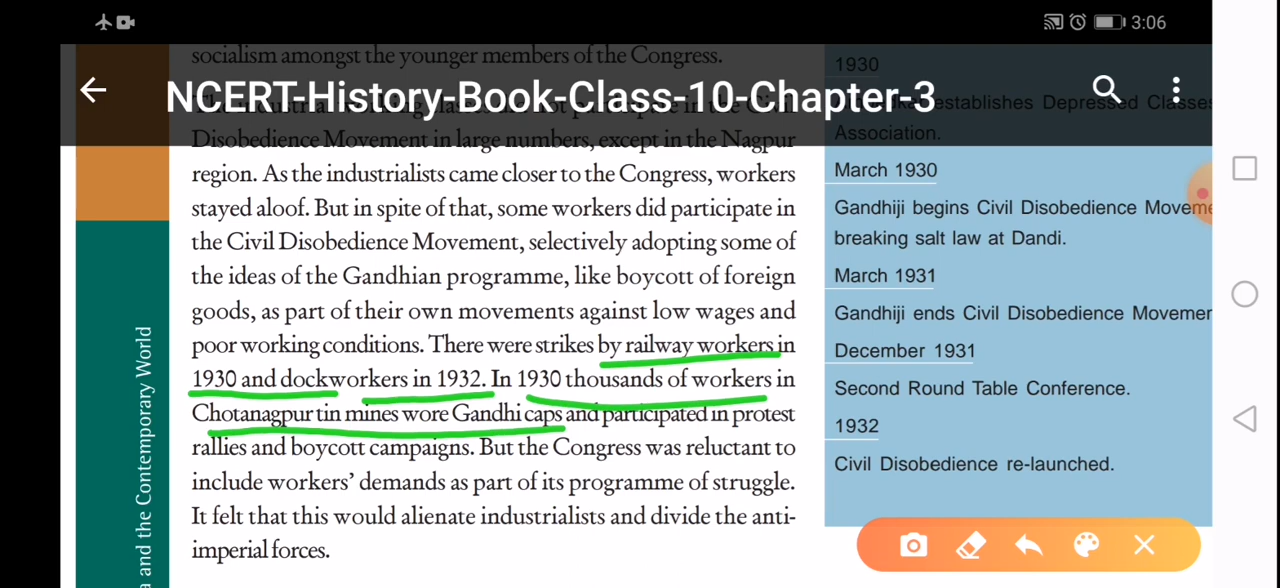 3:06
socialism amongst the younger members of the Congress.
NCERT-History-Book-Class-10-Chapter-3
Disobedience Movement in large numbers, except in the Nagpur
region. As the industrialists came closer to the Congress, workers
stayed aloof. But in spite of that, some workers did participate in
the Civil Disobedience Movement, selectively adopting some of
the ideas of the Gandhian programme, like boycott of foreign
goods, as part of their own movements against low wages and
poor working conditions. There were strikes by railway workers in
1930 and dockworkers in 1932. In 1930 thousands of workers in
Chotanagpur tin mines wore Gandhi caps and participated in protest
rallies and boycott campaigns. But the Congress was reluctant to
include workers' demands as part of its programme of struggle.
It felt that this would alienate industrialists and divide the anti-
imperial forces.
1930
establishes Depressed Classes
Association.
March 1930
Gandhiji begins Civil Disobedience Moveme
breaking salt law at Dandi.
March 1931
Gandhiji ends Civil Disobedience Movemen
December 1931
Second Round Table Conference.
1932
Civil Disobedience re-launched.
a and the Contemporary World